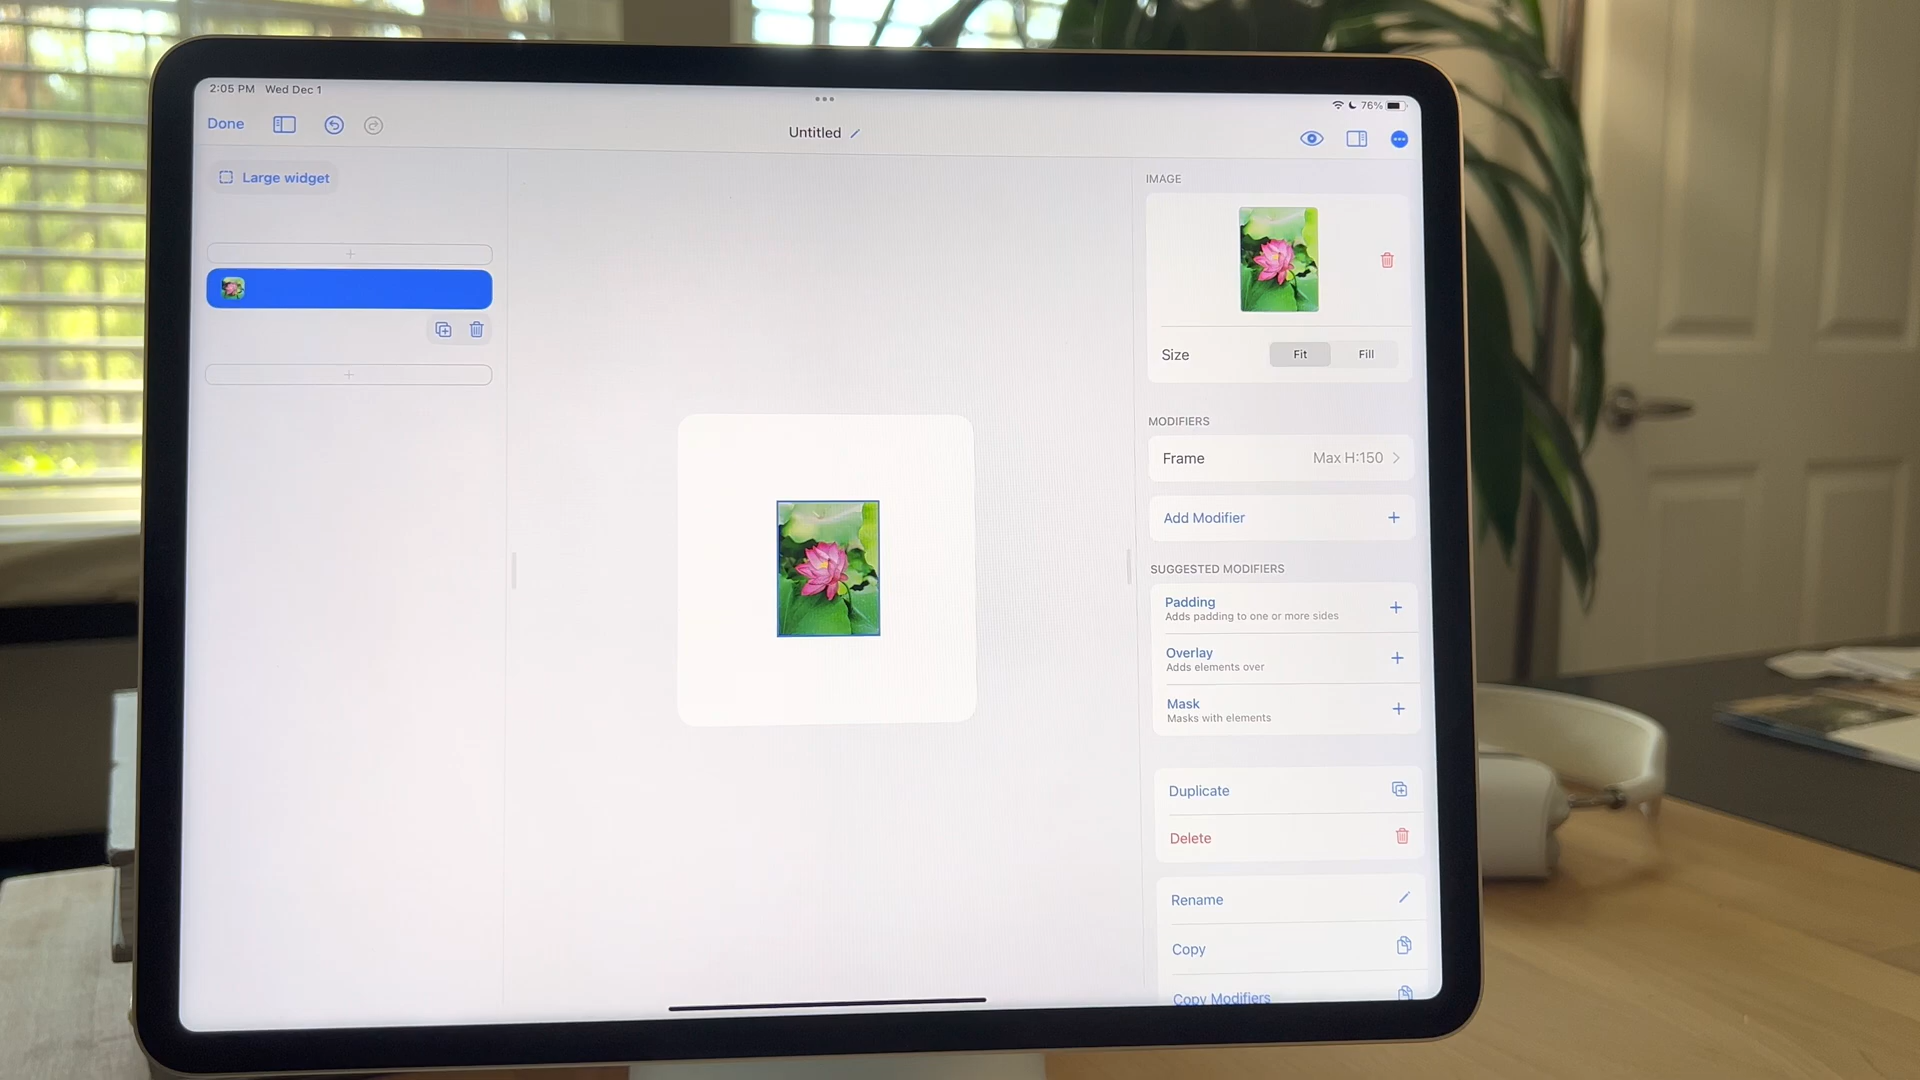 2:05 PM Wed Dec 1
76%
Done
Untitled
Large widget
IMAGE
Size
Fit
Fill
MODIFIERS
Frame
Max H:150
Add Modifier
SUGGESTED MODIFIERS
Padding
Adds padding to one or more sides
Overlay
Adds elements over
Mask
Masks with elements
Duplicate
Delete
Rename
Copy
Copy Modifiers